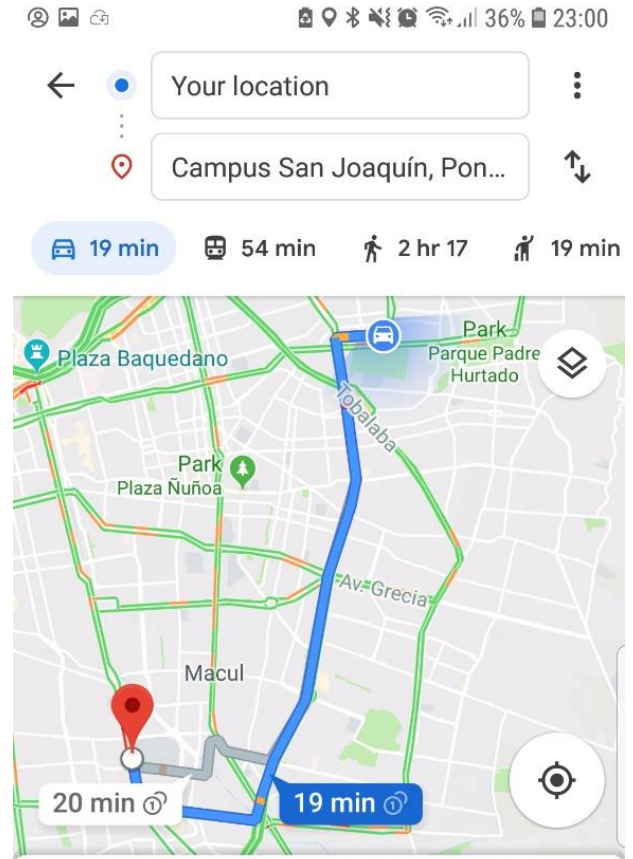 36% 23:00
Your location
Campus San Joaquín, Pon...
19 min 54 min 2 hr 17 19 min
Plaza Baquedano
Park
Parque Padre
Hurtado
Tobalaba
Park
Plaza Ñuñoa
Av. Grecia
Macul
20 min
19 min